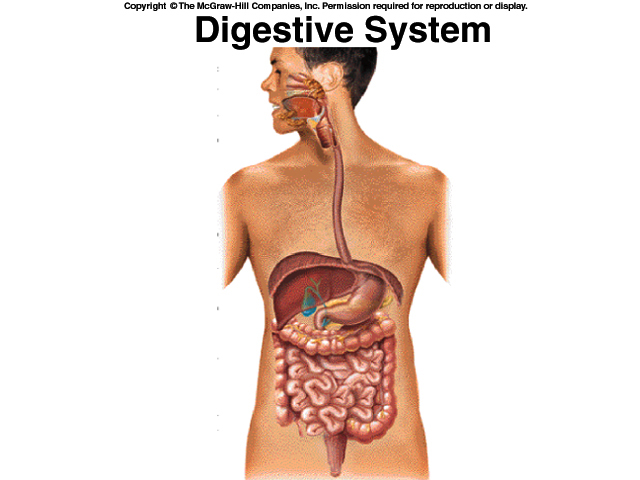 Copyright © The McGraw-Hill Companies, Inc. Permission required for reproduction or display.
Digestive System